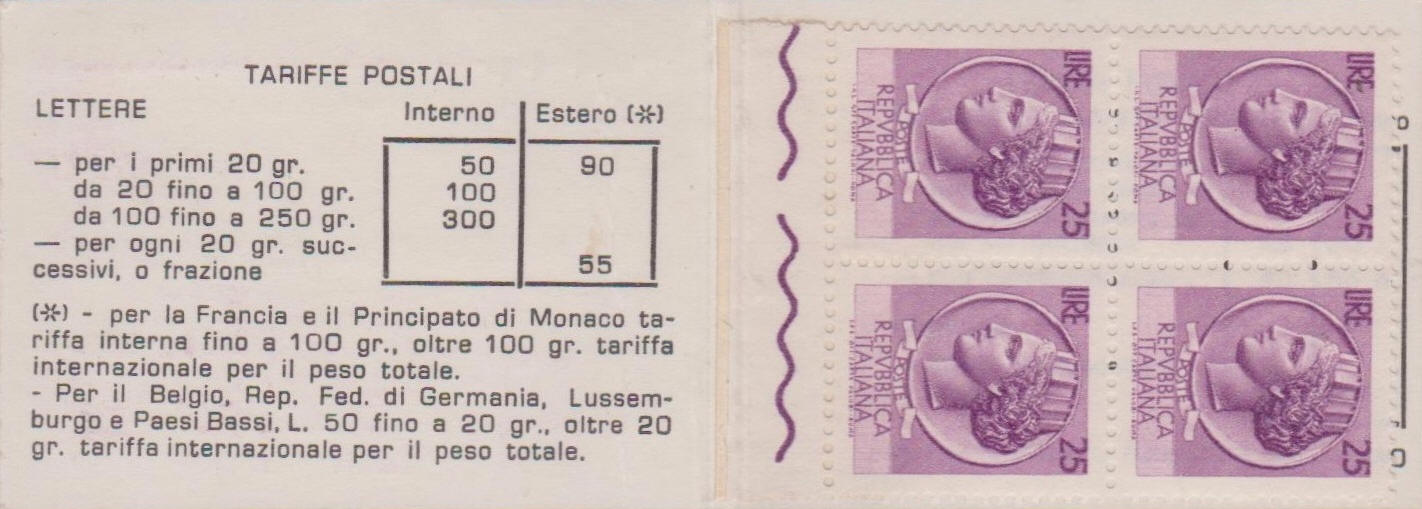 TARIFFE POSTALI
LETTERE Interno Estero (*)
— per i primi 20 gr. 50 90
da 20 fino a 100 gr. 100
da 100 fino a 250 gr. 300
— per ogni 20 gr. suc-
cessivi, o frazione 55
(*) - per la Francia e il Principato di Monaco ta-
riffa interna fino a 100 gr., oltre 100 gr. tariffa
internazionale per il peso totale.
- Per il Belgio, Rep. Fed. di Germania, Lussem-
burgo e Paesi Bassi, L. 50 fino a 20 gr., oltre 20
gr. tariffa internazionale per il peso totale.
LIRE 25
POSTE
REPVBBLICA
ITALIANA
LIRE 25
POSTE
REPVBBLICA
ITALIANA
LIRE 25
POSTE
REPVBBLICA
ITALIANA
LIRE 25
POSTE
REPVBBLICA
ITALIANA